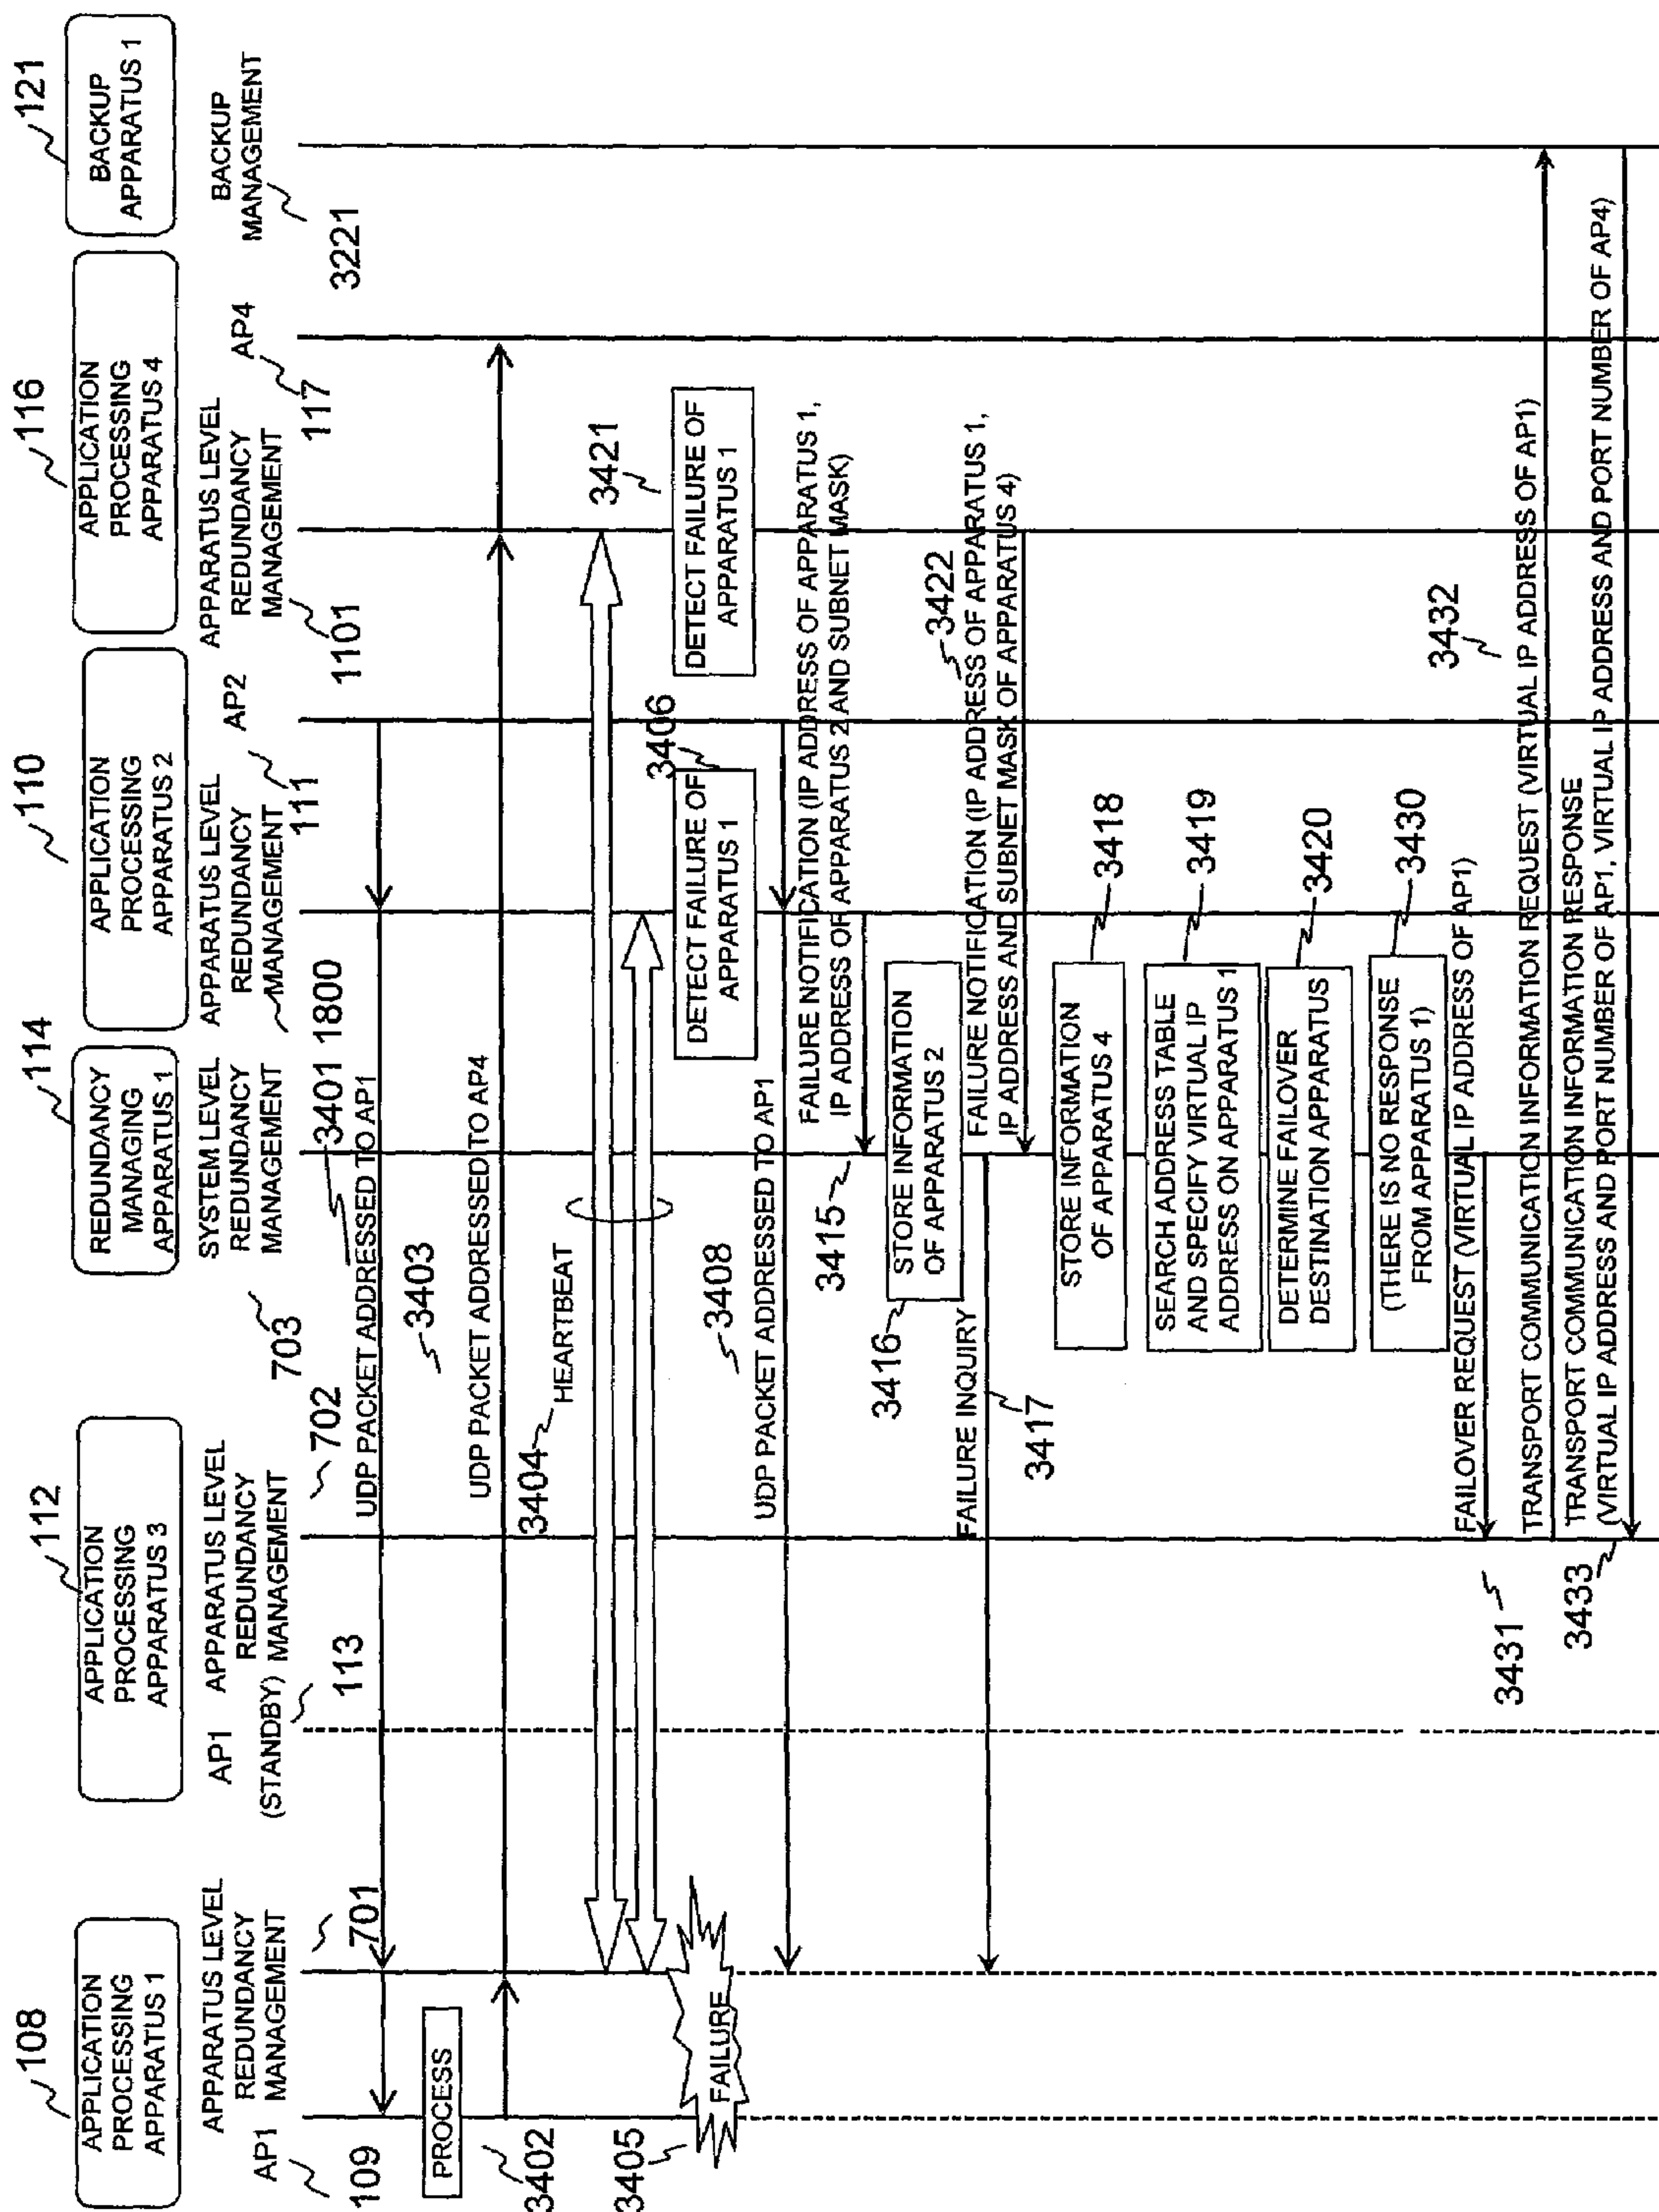 108
APPLICATION
PROCESSING
APPARATUS 1
112
APPLICATION
PROCESSING
APPARATUS 3
114
REDUNDANCY
MANAGING
APPARATUS 1
110
APPLICATION
PROCESSING
APPARATUS 2
116
APPLICATION
PROCESSING
APPARATUS 4
121
BACKUP
APPARATUS 1
AP1
109
APPARATUS LEVEL
REDUNDANCY
MANAGEMENT
701
AP1
(STANDBY)
113
APPARATUS LEVEL
REDUNDANCY
MANAGEMENT
702
SYSTEM LEVEL
REDUNDANCY
MANAGEMENT
703
APPARATUS LEVEL
REDUNDANCY
MANAGEMENT
1800
AP2
111
APPARATUS LEVEL
REDUNDANCY
MANAGEMENT
1101
AP4
117
BACKUP
MANAGEMENT
3221
3401
UDP PACKET ADDRESSED TO AP1
PROCESS
3402
3403
UDP PACKET ADDRESSED TO AP4
3404
HEARTBEAT
3405
FAILURE
DETECT FAILURE OF
APPARATUS 1
3406
DETECT FAILURE OF
APPARATUS 1
3421
3408
UDP PACKET ADDRESSED TO AP1
FAILURE NOTIFICATION (IP ADDRESS OF APPARATUS 1,
IP ADDRESS OF APPARATUS 2 AND SUBNET MASK)
3415
3416
STORE INFORMATION
OF APPARATUS 2
FAILURE INQUIRY
3417
3422
FAILURE NOTIFICATION (IP ADDRESS OF APPARATUS 1,
IP ADDRESS AND SUBNET MASK OF APPARATUS 4)
STORE INFORMATION
OF APPARATUS 4
3418
SEARCH ADDRESS TABLE
AND SPECIFY VIRTUAL IP
ADDRESS ON APPARATUS 1
3419
DETERMINE FAILOVER
DESTINATION APPARATUS
3420
(THERE IS NO RESPONSE
FROM APPARATUS 1)
3430
FAILOVER REQUEST (VIRTUAL IP ADDRESS OF AP1)
3431
3432
TRANSPORT COMMUNICATION INFORMATION REQUEST (VIRTUAL IP ADDRESS OF AP1)
TRANSPORT COMMUNICATION INFORMATION RESPONSE
(VIRTUAL IP ADDRESS AND PORT NUMBER OF AP1, VIRTUAL IP ADDRESS AND PORT NUMBER OF AP4)
3433